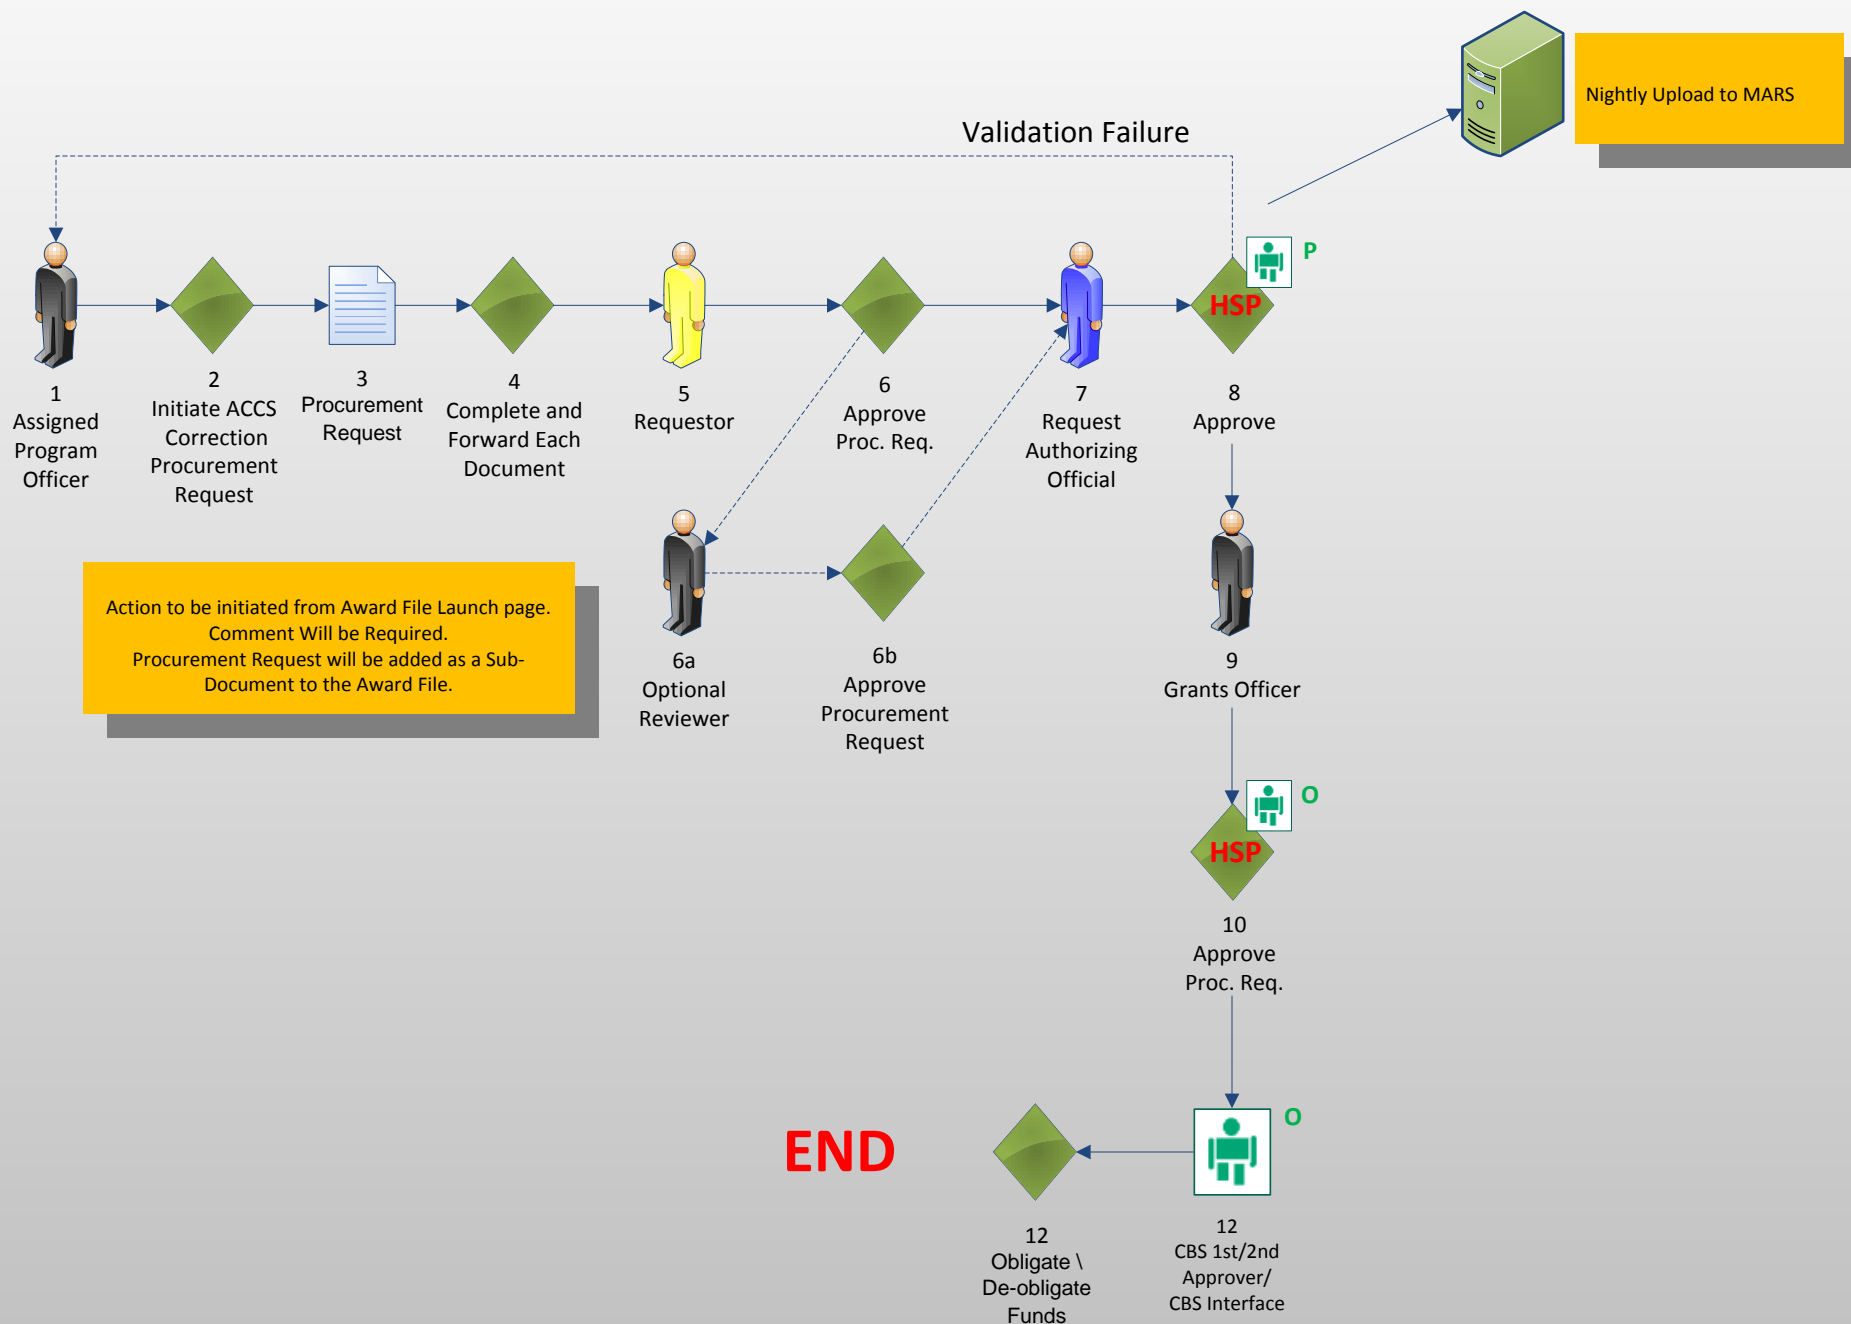 Nightly Upload to MARS
Validation Failure
P
HSP
1
Assigned
Program
Officer
2
Initiate ACCS
Correction
Procurement
Request
3
Procurement
Request
4
Complete and
Forward Each
Document
5
Requestor
6
Approve
Proc. Req.
7
Request
Authorizing
Official
8
Approve
Action to be initiated from Award File Launch page.
Comment Will be Required.
Procurement Request will be added as a Sub-
Document to the Award File.
6a
Optional
Reviewer
6b
Approve
Procurement
Request
9
Grants Officer
O
HSP
10
Approve
Proc. Req.
END
O
12
Obligate \
De-obligate
Funds
12
CBS 1st/2nd
Approver/
CBS Interface